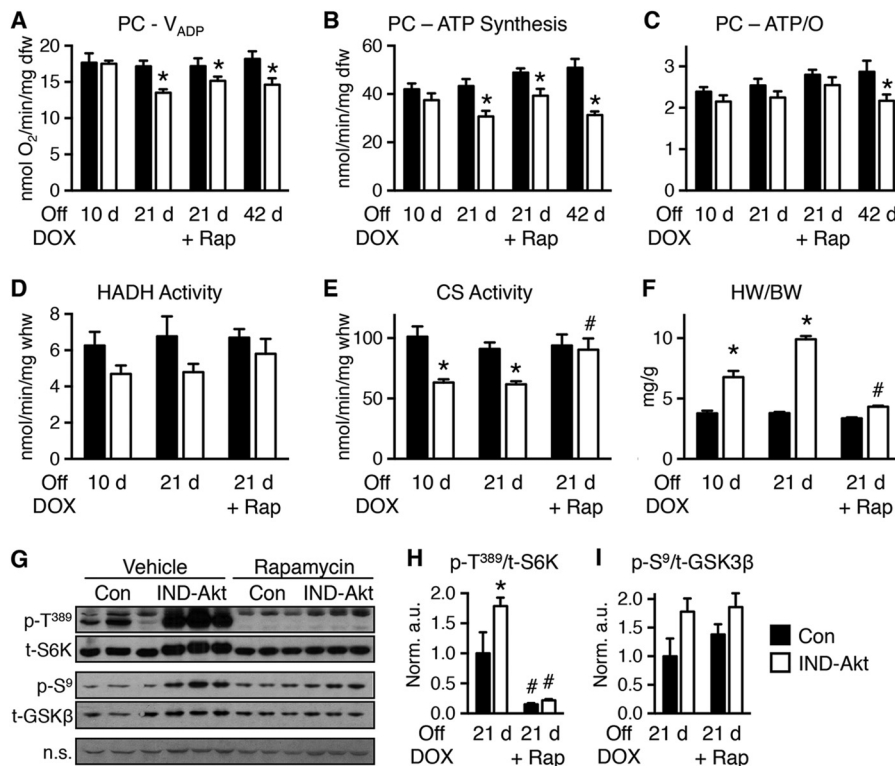 A PC - V_ADP
nmol O₂/min/mg dfw
20
15
10
5
0
Off 10 d 21 d 21 d 42 d
DOX + Rap
* * *
B PC – ATP Synthesis
nmol/min/mg dfw
60
40
20
0
Off 10 d 21 d 21 d 42 d
DOX + Rap
* * *
C PC – ATP/O
4
3
2
1
0
Off 10 d 21 d 21 d 42 d
DOX + Rap
*
D HADH Activity
nmol/min/mg whw
8
6
4
2
0
Off 10 d 21 d 21 d
DOX + Rap
E CS Activity
nmol/min/mg whw
100
50
0
Off 10 d 21 d 21 d
DOX + Rap
* * #
F HW/BW
mg/g
10
5
0
Off 10 d 21 d 21 d
DOX + Rap
* * #
G
Vehicle Rapamycin
Con IND-Akt Con IND-Akt
p-T³⁸⁹
t-S6K
p-S⁹
t-GSKβ
n.s.
H p-T³⁸⁹/t-S6K
Norm. a.u.
2.0
1.5
1.0
0.5
0.0
* # #
Off 21 d 21 d
DOX + Rap
I p-S⁹/t-GSK3β
Norm. a.u.
2.0
1.5
1.0
0.5
0.0
Off 21 d 21 d
DOX + Rap
Con
IND-Akt